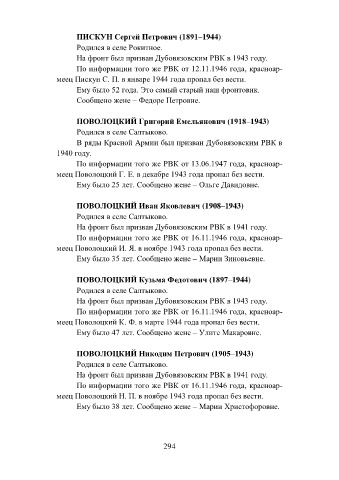 ПИСКУН Сергей Петрович (1891–1944)
Родился в селе Рокитное.
На фронт был призван Дубовязовским РВК в 1943 году.
По информации того же РВК от 12.11.1946 года, красноар-
меец Пискун С. П. в январе 1944 года пропал без вести.
Ему было 52 года. Это самый старый наш фронтовик.
Сообщено жене – Федоре Петровне.
ПОВОЛОЦКИЙ Григорий Емельянович (1918–1943)
Родился в селе Салтыково.
В ряды Красной Армии был призван Дубовязовским РВК в
1940 году.
По информации того же РВК от 13.06.1947 года, красноар-
меец Поволоцкий Г. Е. в декабре 1943 года пропал без вести.
Ему было 25 лет. Сообщено жене – Ольге Давидовне.
ПОВОЛОЦКИЙ Иван Яковлевич (1908–1943)
Родился в селе Салтыково.
На фронт был призван Дубовязовским РВК в 1941 году.
По информации того же РВК от 16.11.1946 года, красноар-
меец Поволоцкий И. Я. в ноябре 1943 года пропал без вести.
Ему было 35 лет. Сообщено жене – Марии Зиновьевне.
ПОВОЛОЦКИЙ Кузьма Федотович (1897–1944)
Родился в селе Салтыково.
На фронт был призван Дубовязовским РВК в 1943 году.
По информации того же РВК от 16.11.1946 года, красноар-
меец Поволоцкий К. Ф. в марте 1944 года пропал без вести.
Ему было 47 лет. Сообщено жене – Улите Макаровне.
ПОВОЛОЦКИЙ Никодим Петрович (1905–1943)
Родился в селе Салтыково.
На фронт был призван Дубовязовским РВК в 1941 году.
По информации того же РВК от 16.11.1946 года, красноар-
меец Поволоцкий Н. П. в ноябре 1943 года пропал без вести.
Ему было 38 лет. Сообщено жене – Марии Христофоровне.
294